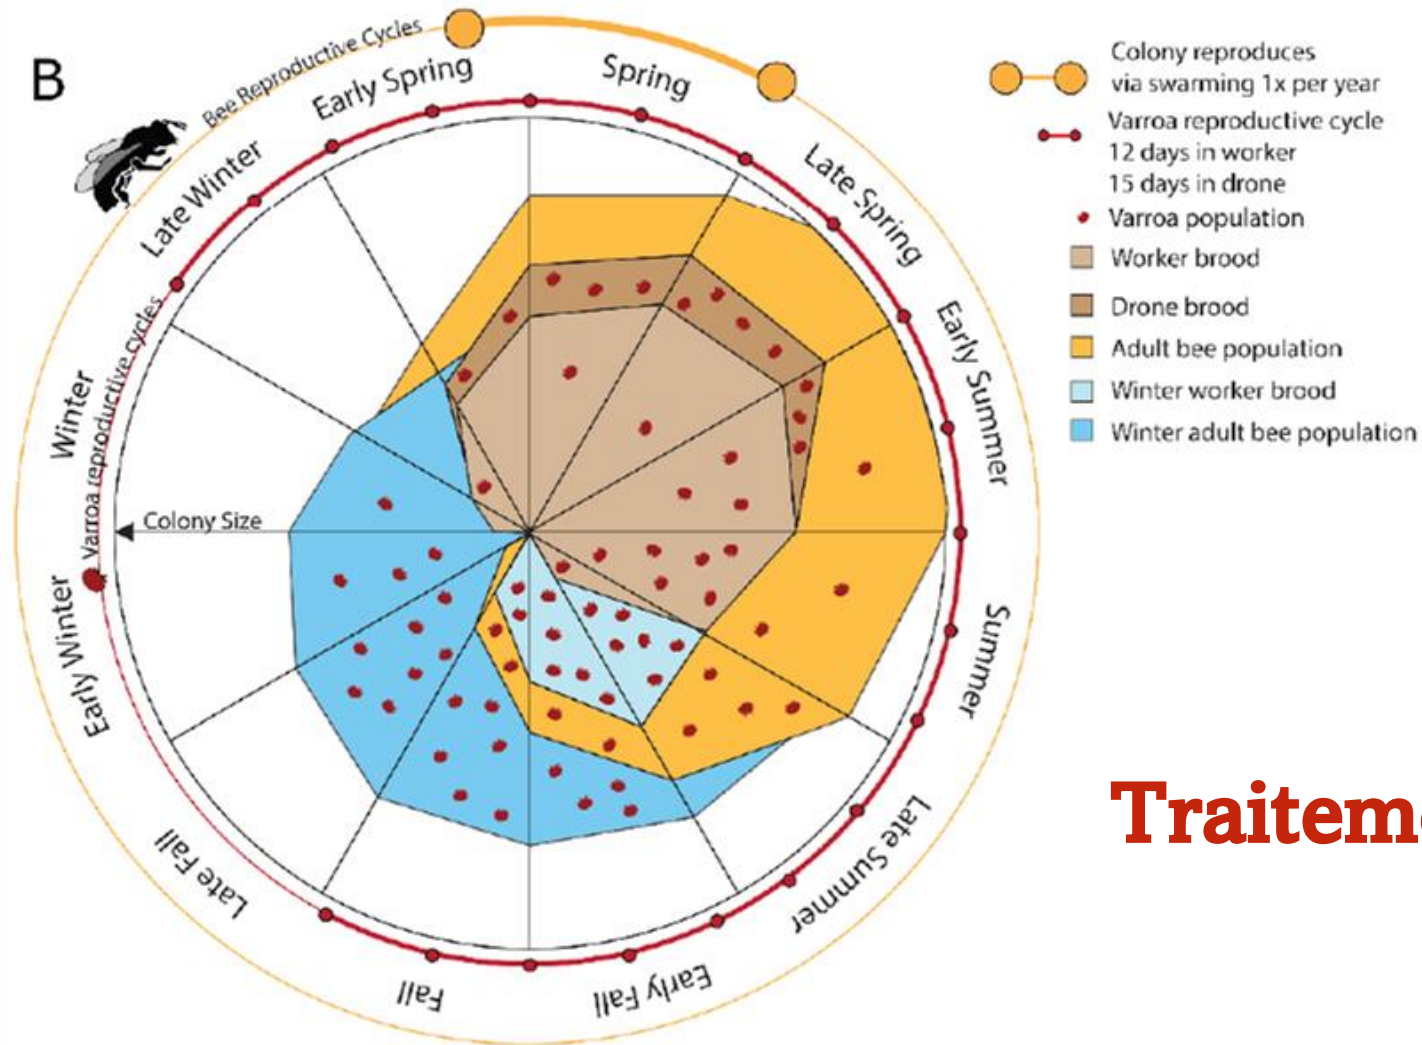 B
Bee Reproductive Cycles
Early Spring
Spring
Late Spring
Early Summer
Summer
Late Summer
Early Fall
Fall
Late Fall
Early Winter
Winter
Late Winter
Varroa reproductive cycles
Colony Size
Colony reproduces
via swarming 1x per year
Varroa reproductive cycle
12 days in worker
15 days in drone
Varroa population
Worker brood
Drone brood
Adult bee population
Winter worker brood
Winter adult bee population